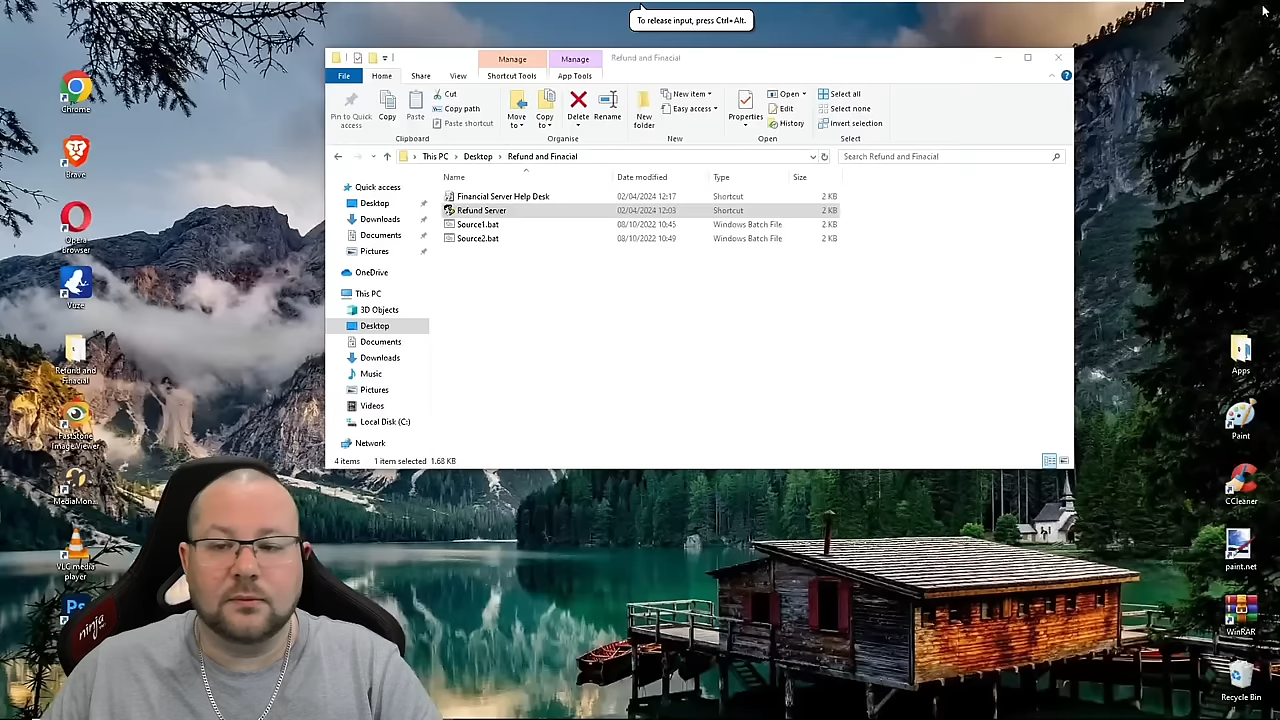 To release input, press Ctrl+Alt.
Manage
Manage
Refund and Finacial
File
Home
Share
View
Shortcut Tools
App Tools
Pin to Quick access
Copy
Paste
Cut
Copy path
Paste shortcut
Move to
Copy to
Delete
Rename
New folder
New item
Easy access
Properties
Open
Edit
History
Select all
Select none
Invert selection
Clipboard
Organise
New
Open
Select
This PC > Desktop > Refund and Finacial
Search Refund and Finacial
Name
Date modified
Type
Size
Financial Server Help Desk 02/04/2024 12:17 Shortcut 2 KB
Refund Server 02/04/2024 12:03 Shortcut 2 KB
Source1.bat 08/10/2022 10:45 Windows Batch File 2 KB
Source2.bat 08/10/2022 10:49 Windows Batch File 2 KB
Quick access
Desktop
Downloads
Documents
Pictures
OneDrive
This PC
3D Objects
Desktop
Documents
Downloads
Music
Pictures
Videos
Local Disk (C:)
Network
4 items 1 item selected 1.68 KB
Chrome
Brave
Opera
Browser
Vuze
Refund and
Finacial
FastStone
Image Viewer
MediaMon...
VLC media
player
Ps
Apps
Paint
CCleaner
paint.net
WinRAR
Recycle Bin
ninja